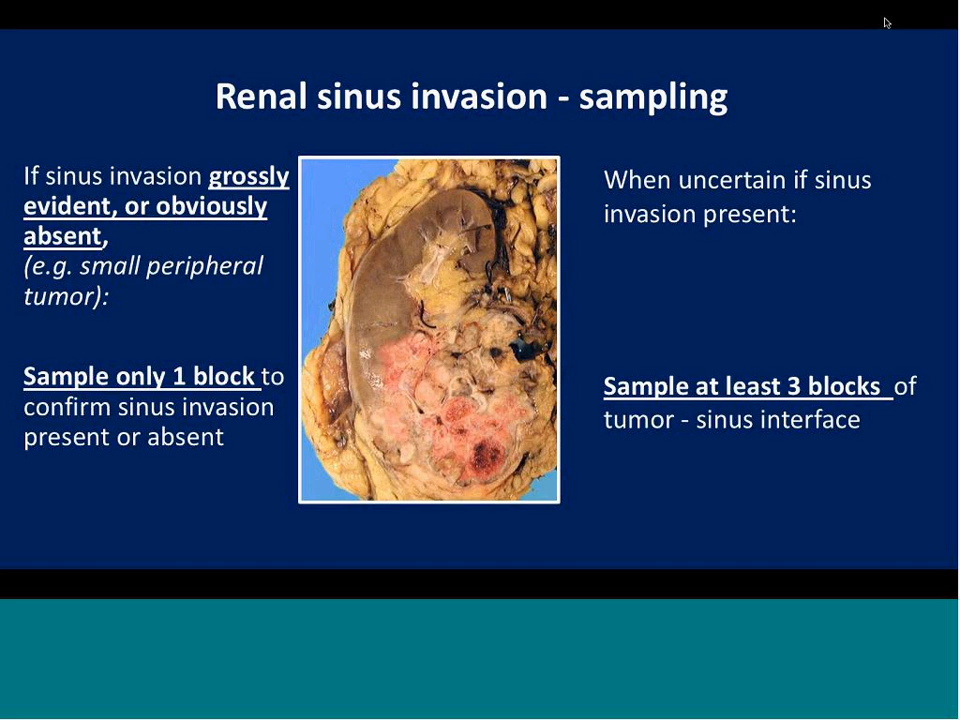 Renal sinus invasion - sampling
If sinus invasion grossly
evident, or obviously
absent,
(e.g. small peripheral
tumor):
Sample only 1 block to
confirm sinus invasion
present or absent
When uncertain if sinus
invasion present:
Sample at least 3 blocks of
tumor - sinus interface